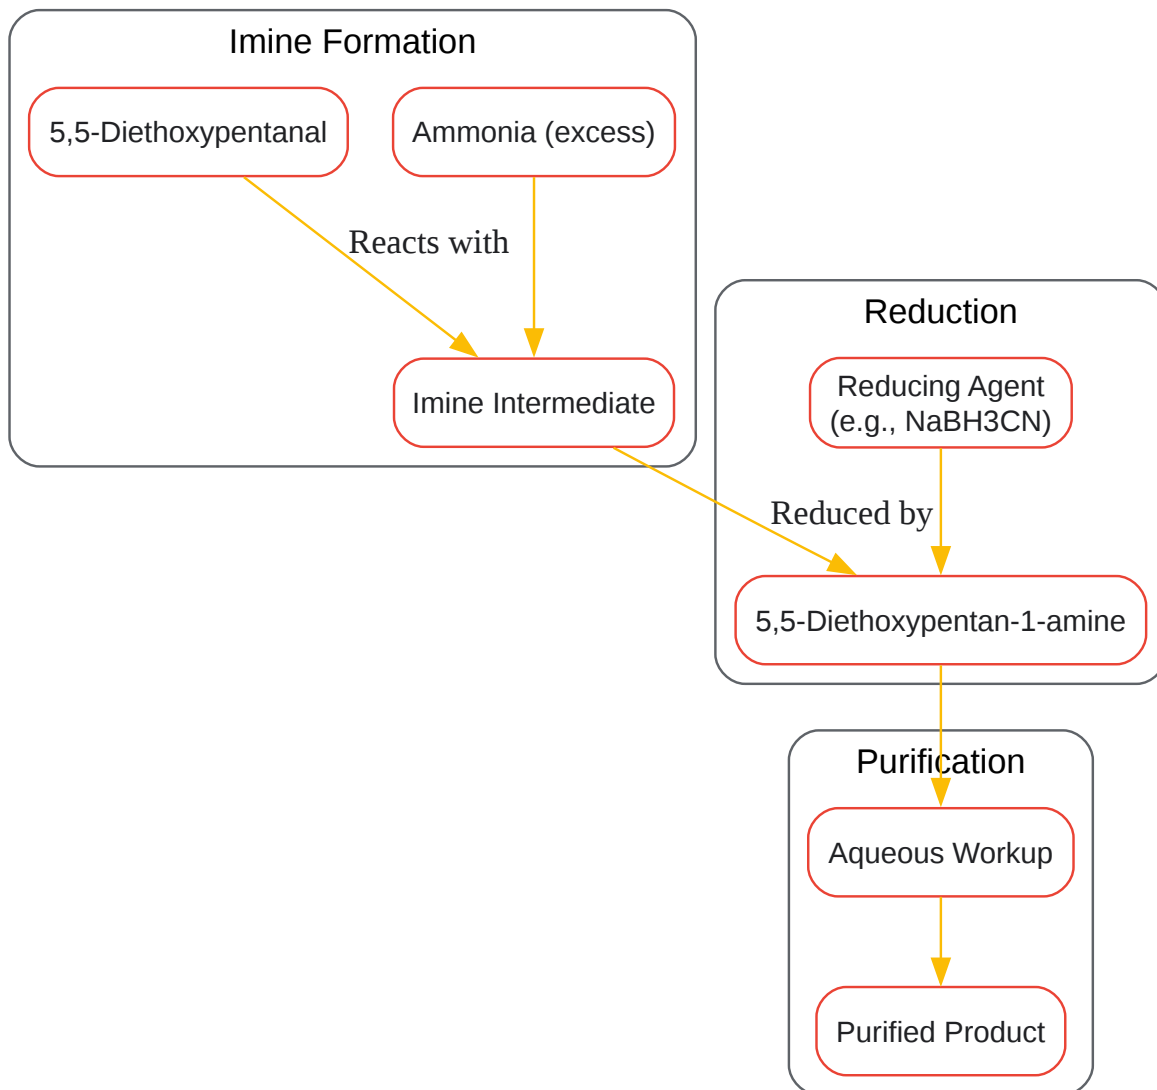 Imine Formation
5,5-Diethoxypentanal
Ammonia (excess)
Reacts with
Imine Intermediate
Reduction
Reducing Agent
(e.g., NaBH3CN)
Reduced by
5,5-Diethoxypentan-1-amine
Purification
Aqueous Workup
Purified Product